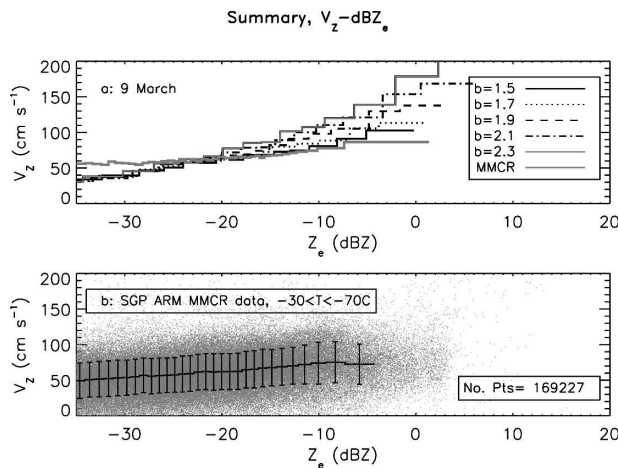 Summary, V_Z-dBZ_e
200
150
100
50
0
V_Z (cm s⁻¹)
a: 9 March
b=1.5
b=1.7
b=1.9
b=2.1
b=2.3
MMCR
-30 -20 -10 0 10 20
Z_e (dBZ)
200
150
100
50
0
V_Z (cm s⁻¹)
b: SGP ARM MMCR data, -30<T<-70C
No. Pts= 169227
-30 -20 -10 0 10 20
Z_e (dBZ)